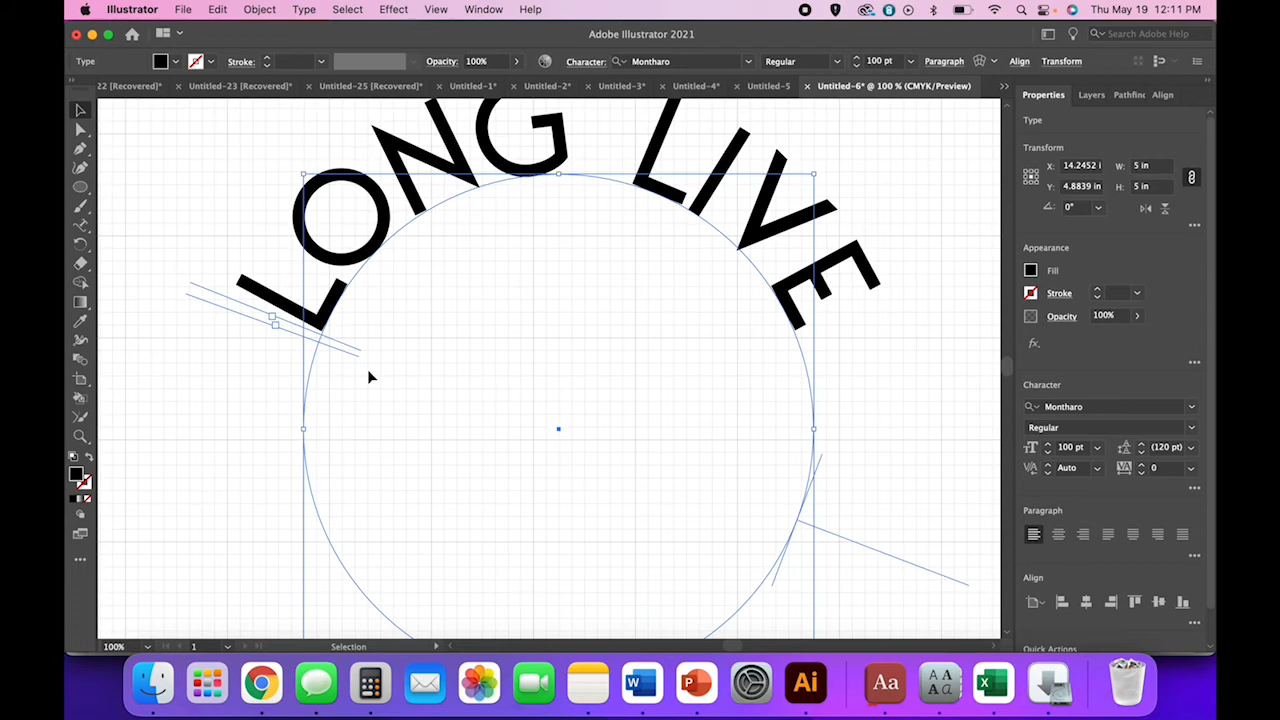 Illustrator File Edit Object Type Select Effect View Window Help Thu May 19 12:11 PM
Adobe Illustrator 2021 Search Adobe Help
Type Stroke: Opacity: 100% Character: Montharo Regular 100 pt Paragraph Align Transform
22 [Recovered]* Untitled-23 [Recovered]* Untitled-25 [Recovered]* Untitled-1* Untitled-2* Untitled-3* Untitled-4* Untitled-5 Untitled-6* @ 100 % (CMYK/Preview)
LONG LIVE
Properties Layers Pathfinc Align
Type
Transform
X: 14.2452 i W: 5 in
Y: 4.8839 in H: 5 in
0°
Appearance
Fill
Stroke
Opacity 100%
fx.
Character
Montharo
Regular
100 pt (120 pt)
Auto 0
Paragraph
Align
Quick Actions
100% 1 Selection
W P Ai Aa A A a Q X